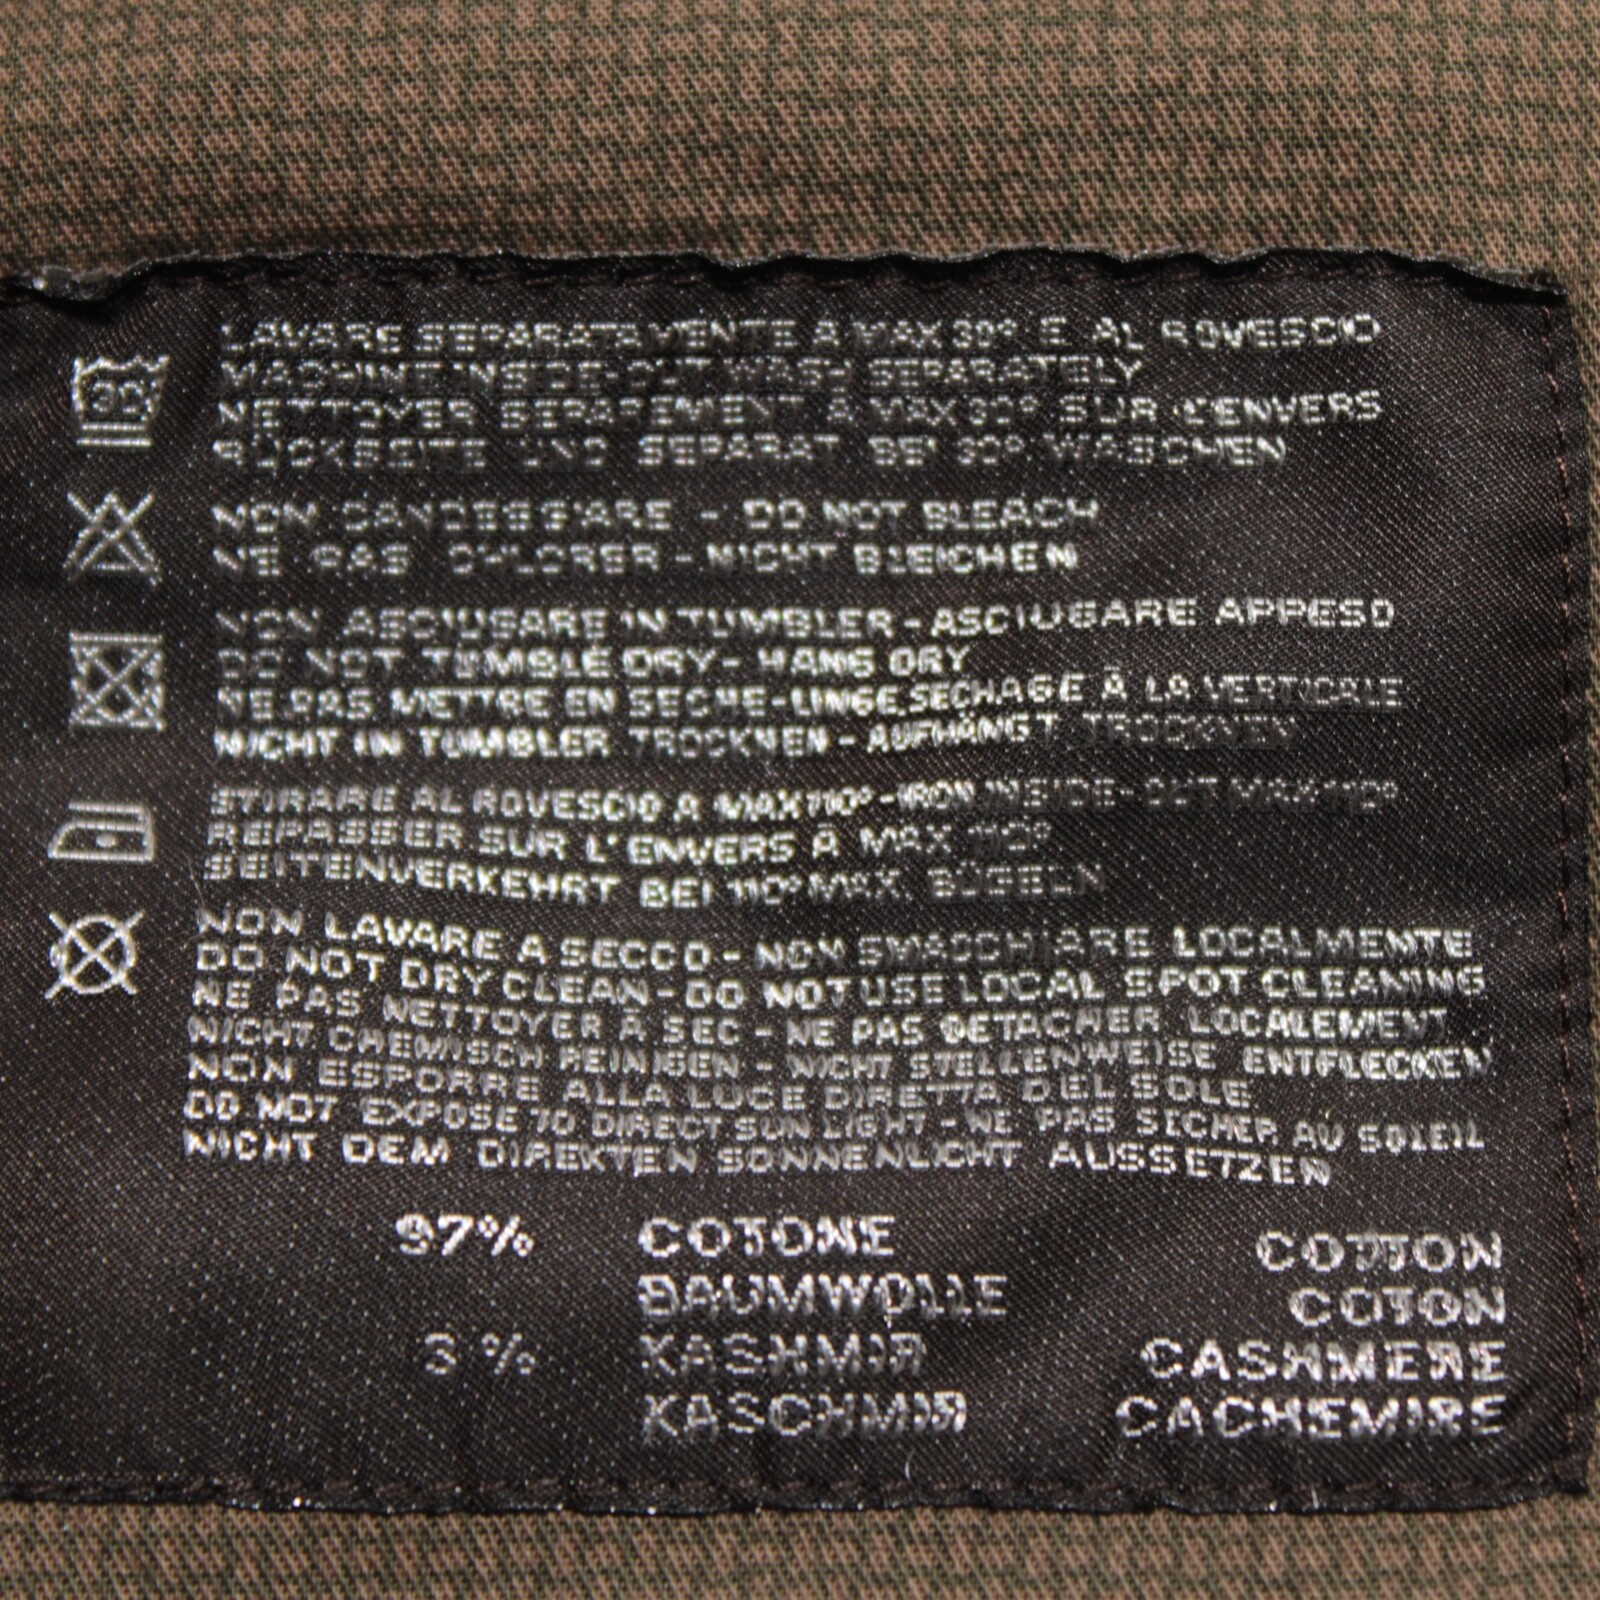 30
LAVARE SEPARATAMENTE A MAX 30° E AL ROVESCIO
MACHINE INSIDE-OUT WASH SEPARATELY
NETTOYER SEPAREMENT À MAX 30° SUR L'ENVERS
RÜCKSEITE UND SEPARAT BEI 30° WASCHEN
NON CANDEGGIARE - DO NOT BLEACH
NE PAS CHLORER - NICHT BLEICHEN
NON ASCIUGARE IN TUMBLER - ASCIUGARE APPESO
DO NOT TUMBLE DRY - HANG DRY
NE PAS METTRE EN SECHE-LINGE SECHAGE À LA VERTICALE
NICHT IN TUMBLER TROCKNEN - AUFHÄNGT TROCKNEN
STIRARE AL ROVESCIO A MAX 110° - IRON INSIDE-OUT MAX 110°
REPASSER SUR L'ENVERS À MAX 110°
SEITENVERKEHRT BEI 110° MAX. BÜGELN
NON LAVARE A SECCO - NON SMACCHIARE LOCALMENTE
DO NOT DRY CLEAN - DO NOT USE LOCAL SPOT CLEANING
NE PAS NETTOYER À SEC - NE PAS DETACHER LOCALEMENT
NICHT CHEMISCH REINIGEN - NICHT STELLENWEISE ENTFLECKEN
NON ESPORRE ALLA LUCE DIRETTA DEL SOLE
DO NOT EXPOSE TO DIRECT SUN LIGHT - NE PAS SECHER AU SOLEIL
NICHT DEM DIREKTEN SONNENLICHT AUSSETZEN
97% COTONE COTTON
BAUMWOLLE COTON
3% KASHMIR CASHMERE
KASCHMIR CACHEMIRE